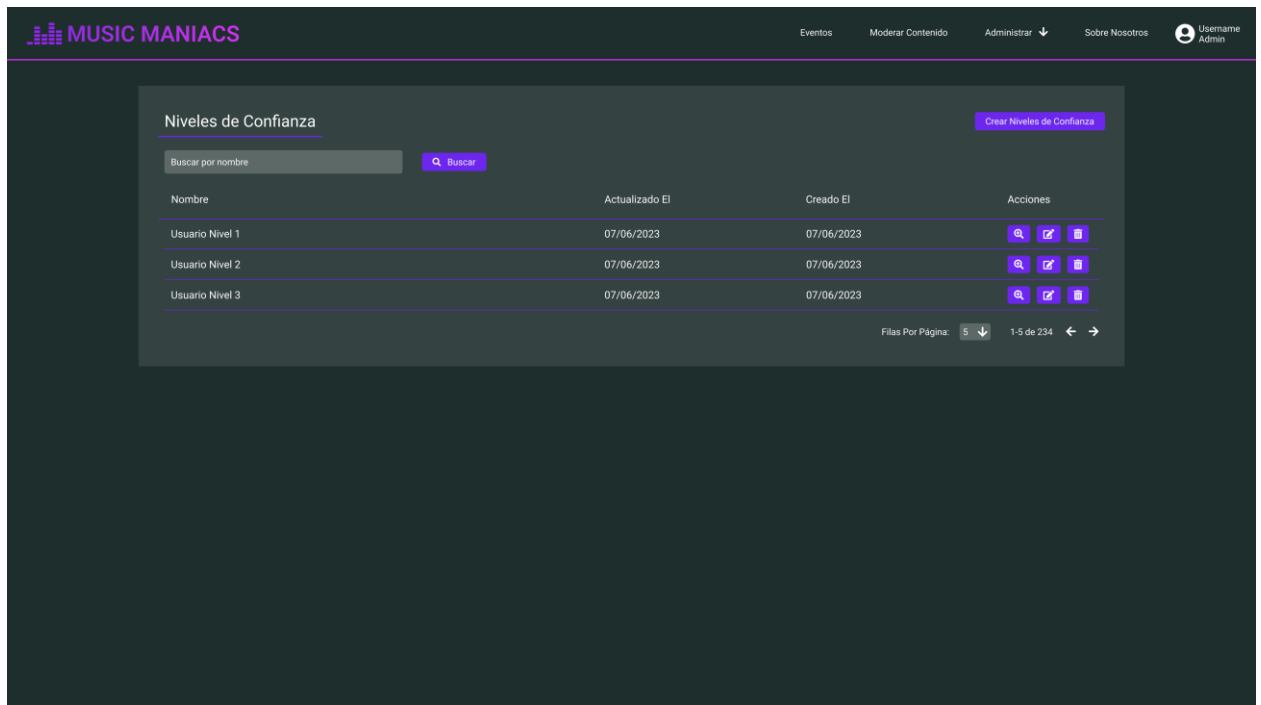 MUSIC MANIACS
Eventos
Moderar Contenido
Administrar
Sobre Nosotros
Username
Admin
Niveles de Confianza
Crear Niveles de Confianza
Buscar por nombre
Buscar
Nombre Actualizado El Creado El Acciones
Usuario Nivel 1 07/06/2023 07/06/2023
Usuario Nivel 2 07/06/2023 07/06/2023
Usuario Nivel 3 07/06/2023 07/06/2023
Filas Por Página: 5 1-5 de 234